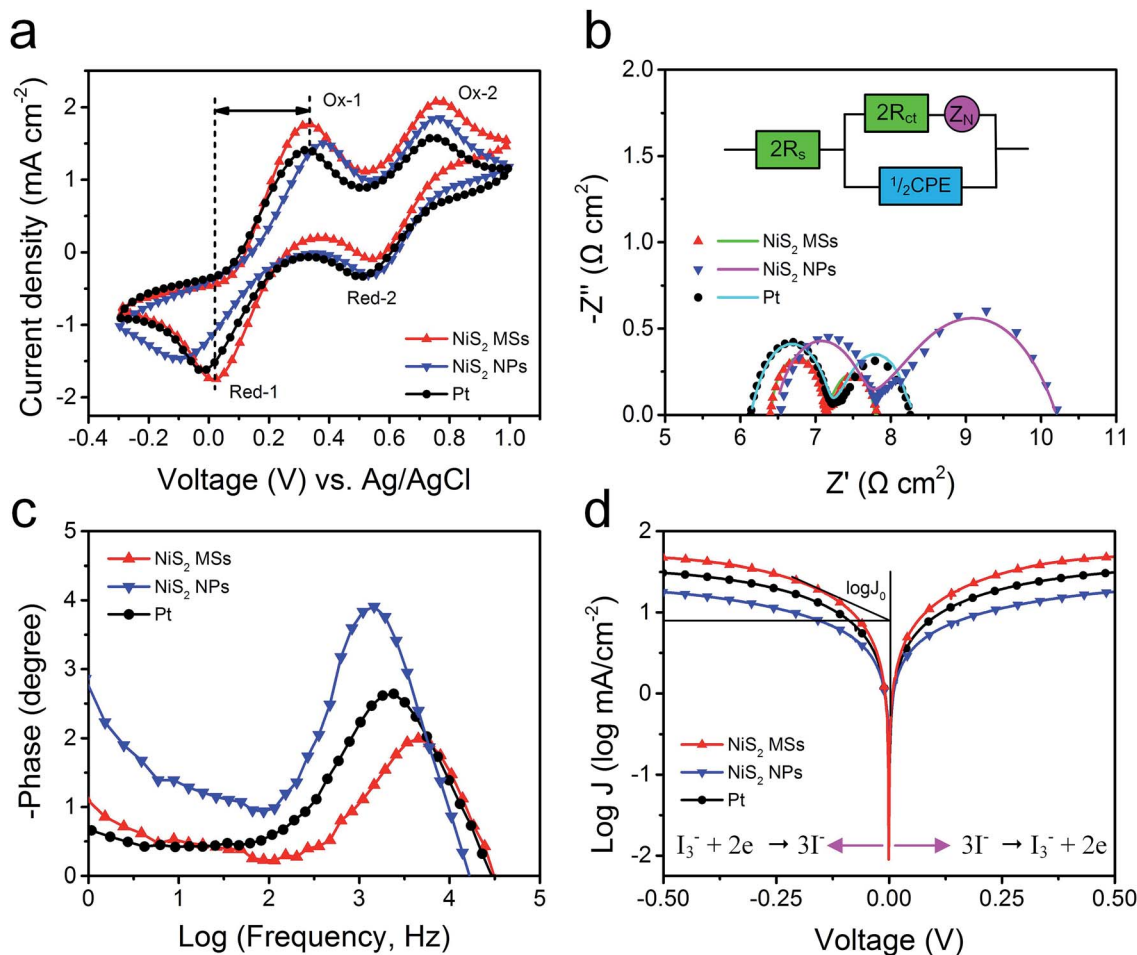 a
Ox-1
Ox-2
Red-2
Red-1
NiS₂ MSs
NiS₂ NPs
Pt
2
1
0
-1
-2
-0.4 -0.2 0.0 0.2 0.4 0.6 0.8 1.0
Current density (mA cm⁻²)
Voltage (V) vs. Ag/AgCl
b
2Rₛ
2R_ct
Z_N
½CPE
NiS₂ MSs
NiS₂ NPs
Pt
2.0
1.5
1.0
0.5
0.0
5 6 7 8 9 10 11
-Z'' (Ω cm²)
Z' (Ω cm²)
c
NiS₂ MSs
NiS₂ NPs
Pt
5
4
3
2
1
0
0 1 2 3 4 5
-Phase (degree)
Log (Frequency, Hz)
d
logJ₀
NiS₂ MSs
NiS₂ NPs
Pt
I₃⁻ + 2e → 3I⁻
3I⁻ → I₃⁻ + 2e
2
1
0
-1
-2
-0.50 -0.25 0.00 0.25 0.50
Log J (log mA/cm⁻²)
Voltage (V)